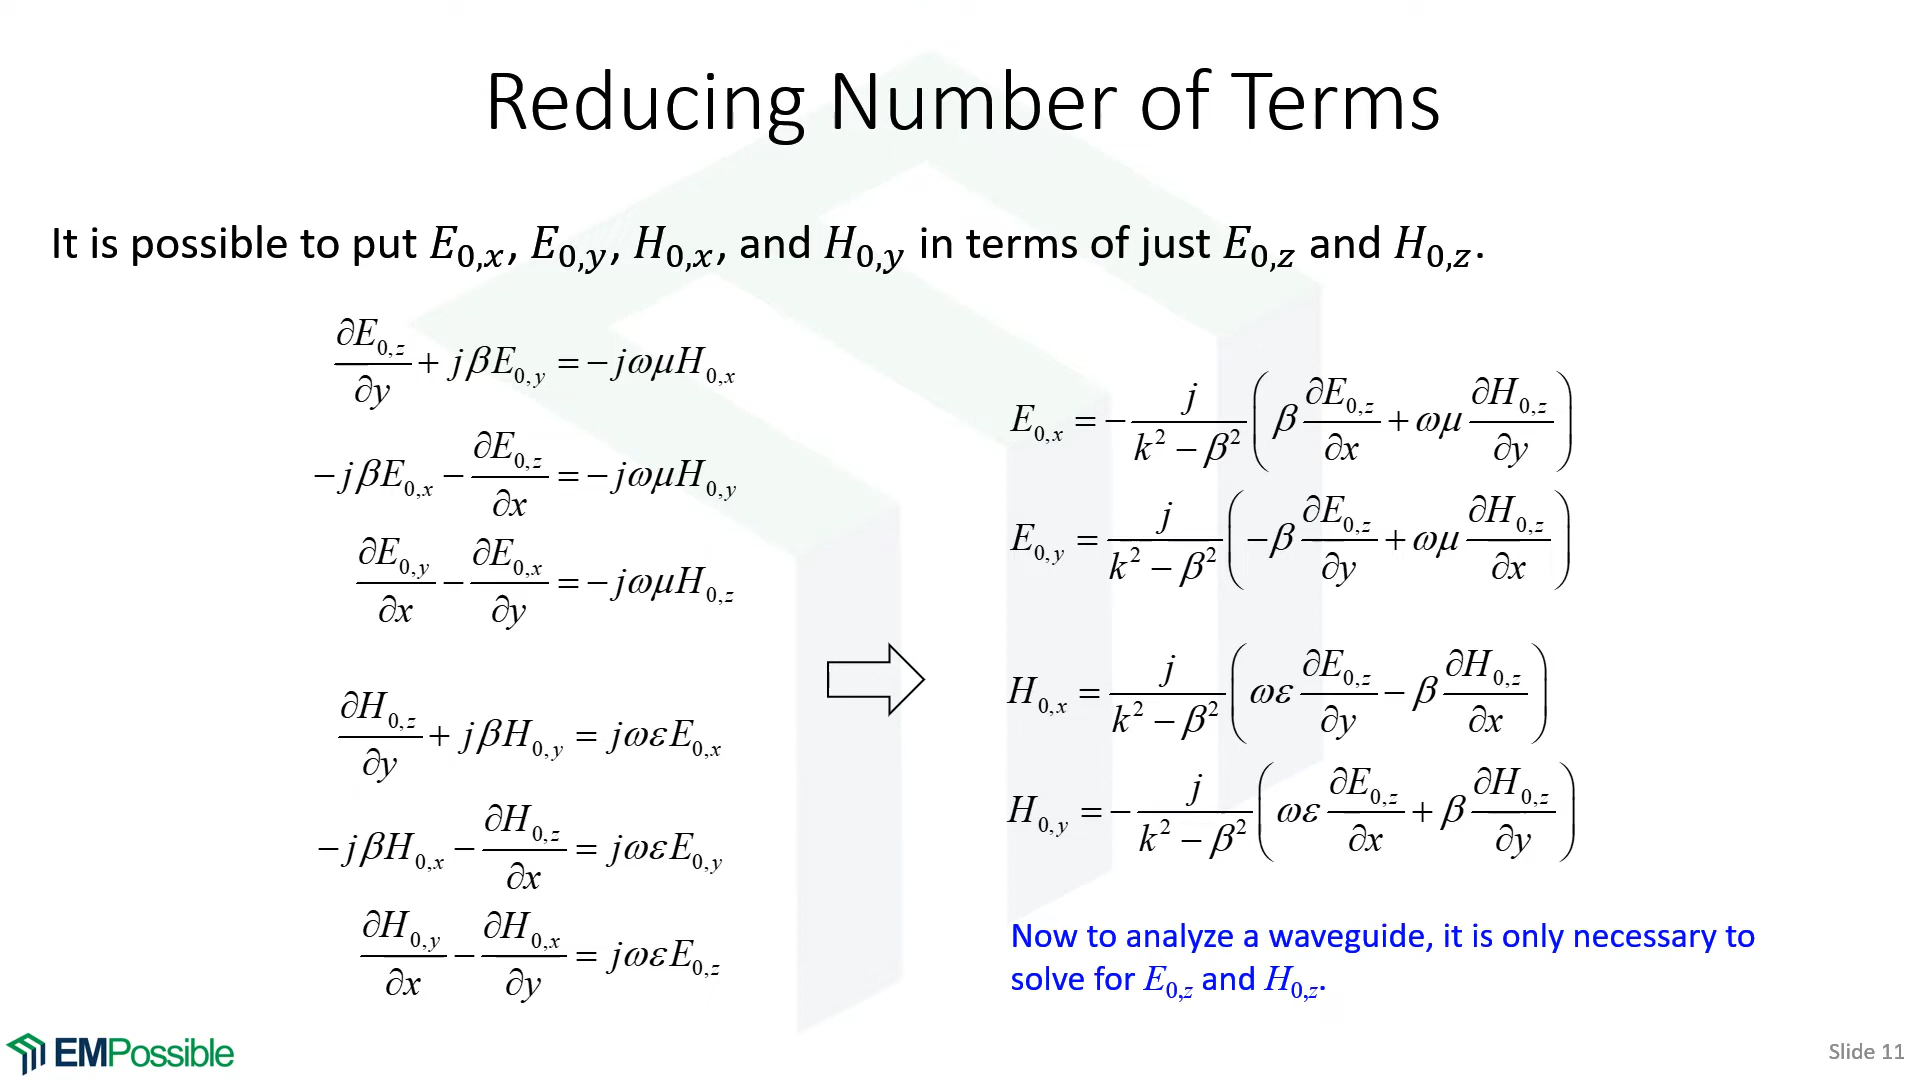 Reducing Number of Terms
It is possible to put E₀,ₓ, E₀,y, H₀,ₓ, and H₀,y in terms of just E₀,z and H₀,z.
∂E₀,z/∂y + jβE₀,y = −jωμH₀,ₓ
−jβE₀,ₓ − ∂E₀,z/∂x = −jωμH₀,y
∂E₀,y/∂x − ∂E₀,ₓ/∂y = −jωμH₀,z
∂H₀,z/∂y + jβH₀,y = jωεE₀,ₓ
−jβH₀,ₓ − ∂H₀,z/∂x = jωεE₀,y
∂H₀,y/∂x − ∂H₀,ₓ/∂y = jωεE₀,z
E₀,ₓ = −j/(k² − β²) (β ∂E₀,z/∂x + ωμ ∂H₀,z/∂y)
E₀,y = j/(k² − β²) (−β ∂E₀,z/∂y + ωμ ∂H₀,z/∂x)
H₀,ₓ = j/(k² − β²) (ωε ∂E₀,z/∂y − β ∂H₀,z/∂x)
H₀,y = −j/(k² − β²) (ωε ∂E₀,z/∂x + β ∂H₀,z/∂y)
Now to analyze a waveguide, it is only necessary to
solve for E₀,z and H₀,z.
EMPossible
Slide 11